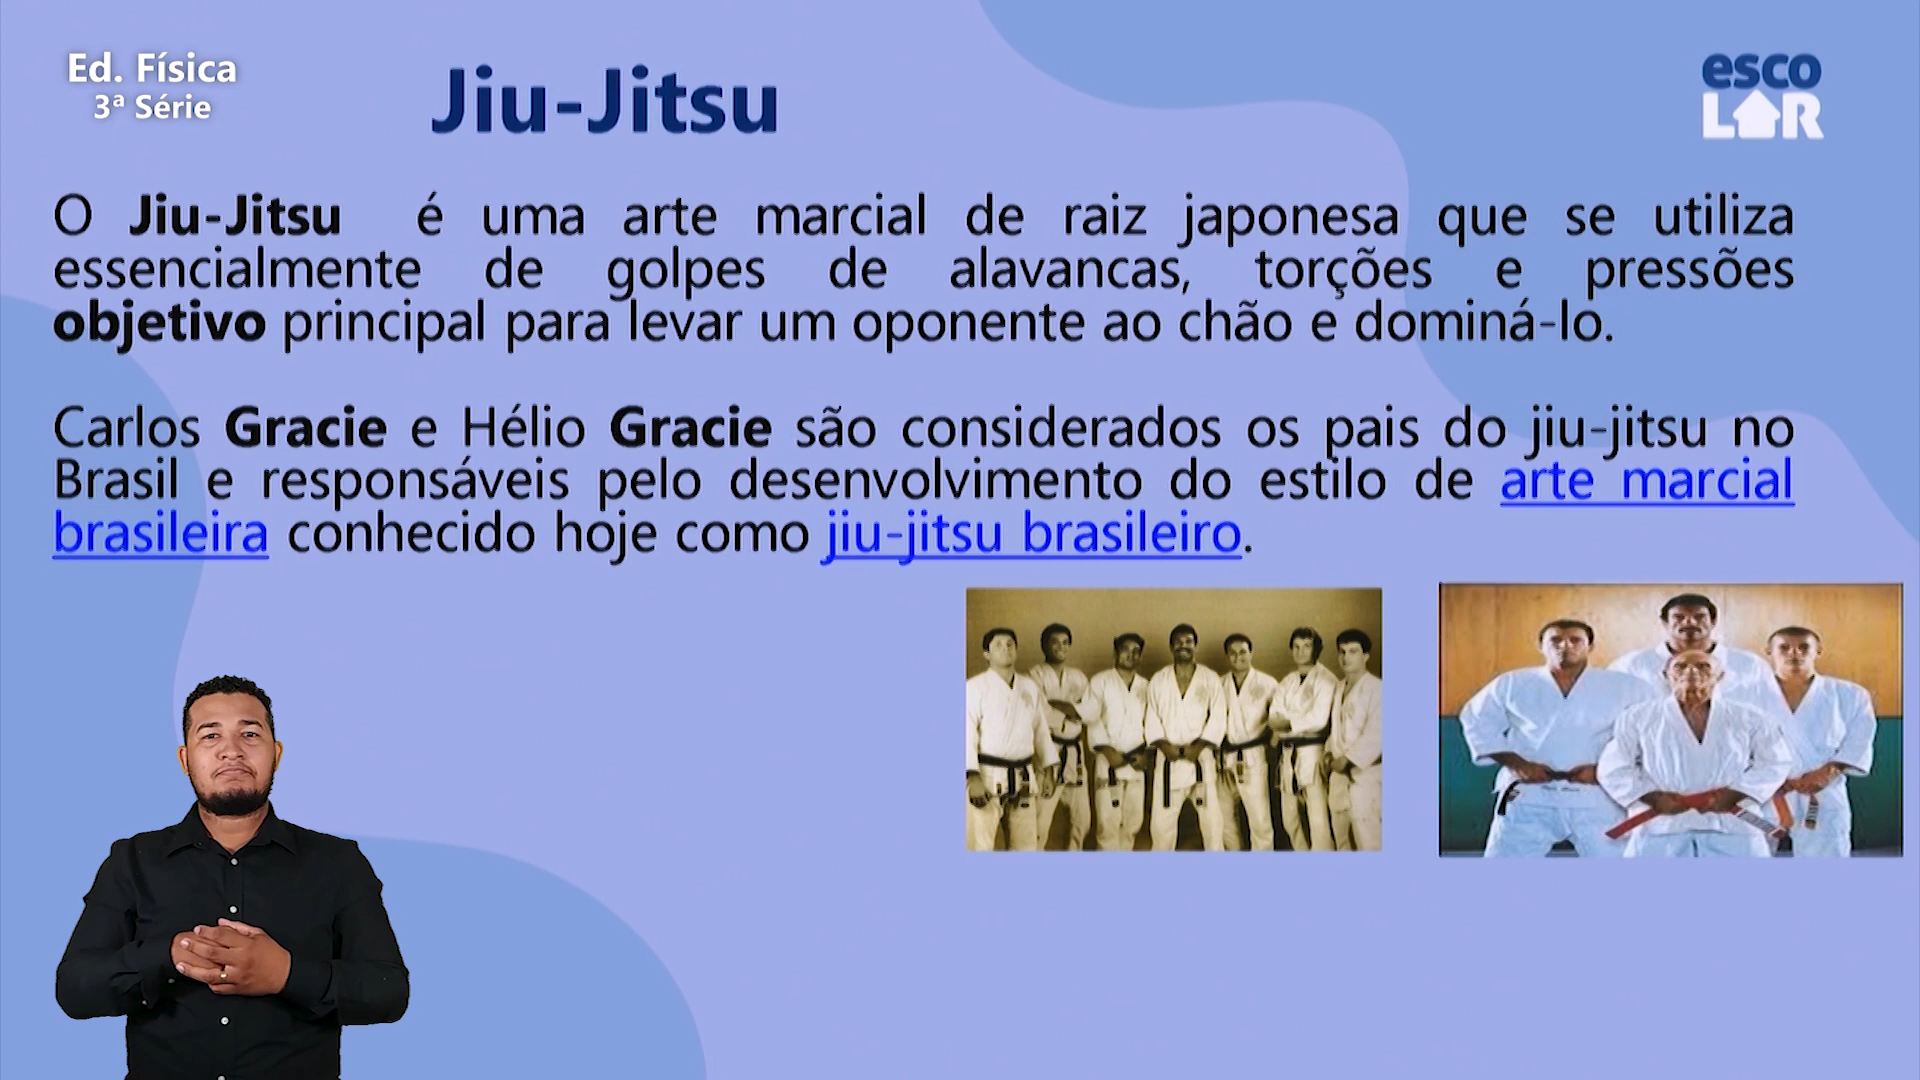 Ed. Física
3ª Série
Jiu-Jitsu
esco
LAR
O Jiu-Jitsu é uma arte marcial de raiz japonesa que se utiliza
essencialmente de golpes de alavancas, torções e pressões
objetivo principal para levar um oponente ao chão e dominá-lo.
Carlos Gracie e Hélio Gracie são considerados os pais do jiu-jitsu no
Brasil e responsáveis pelo desenvolvimento do estilo de arte marcial
brasileira conhecido hoje como jiu-jitsu brasileiro.